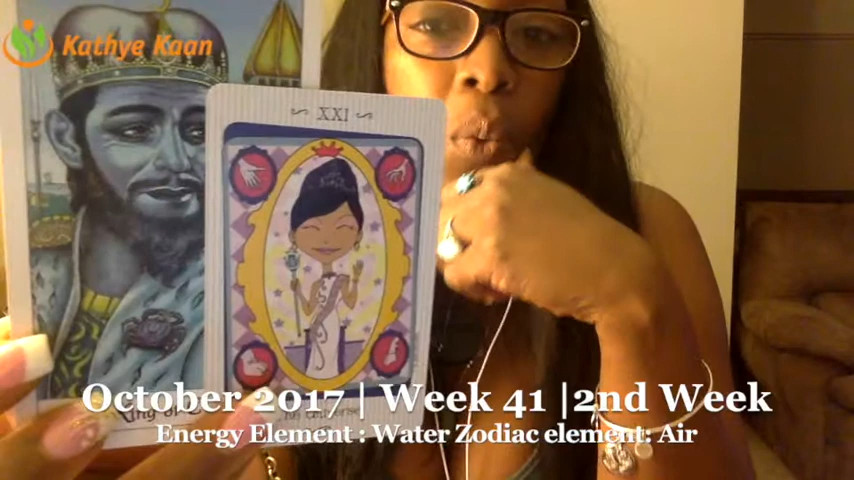 Kathye Kaan
XXI
October 2017 | Week 41 |2nd Week
Energy Element : Water Zodiac element: Air